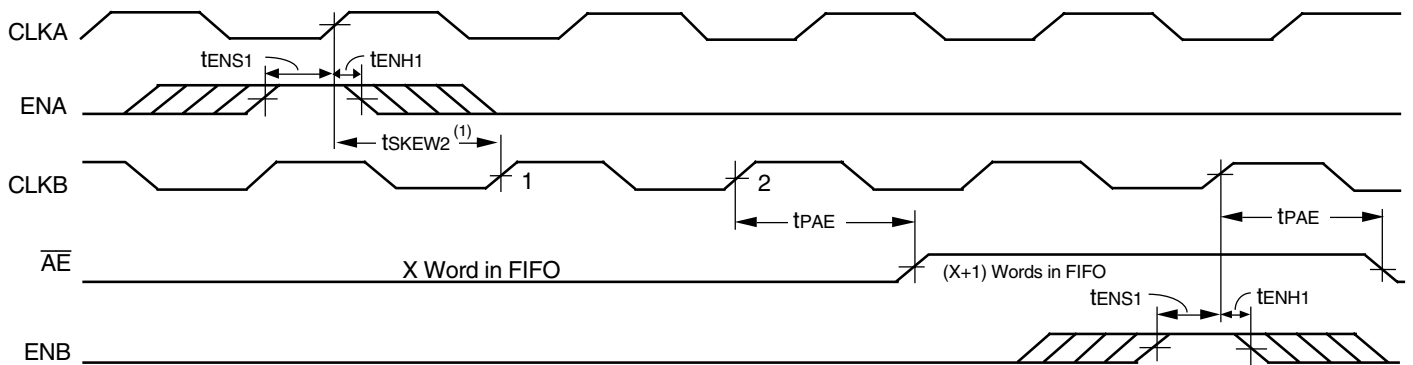 CLKA
tENS1
tENH1
ENA
tSKEW2 (1)
CLKB
1
2
tPAE
tPAE
AE
X Word in FIFO
(X+1) Words in FIFO
tENS1
tENH1
ENB